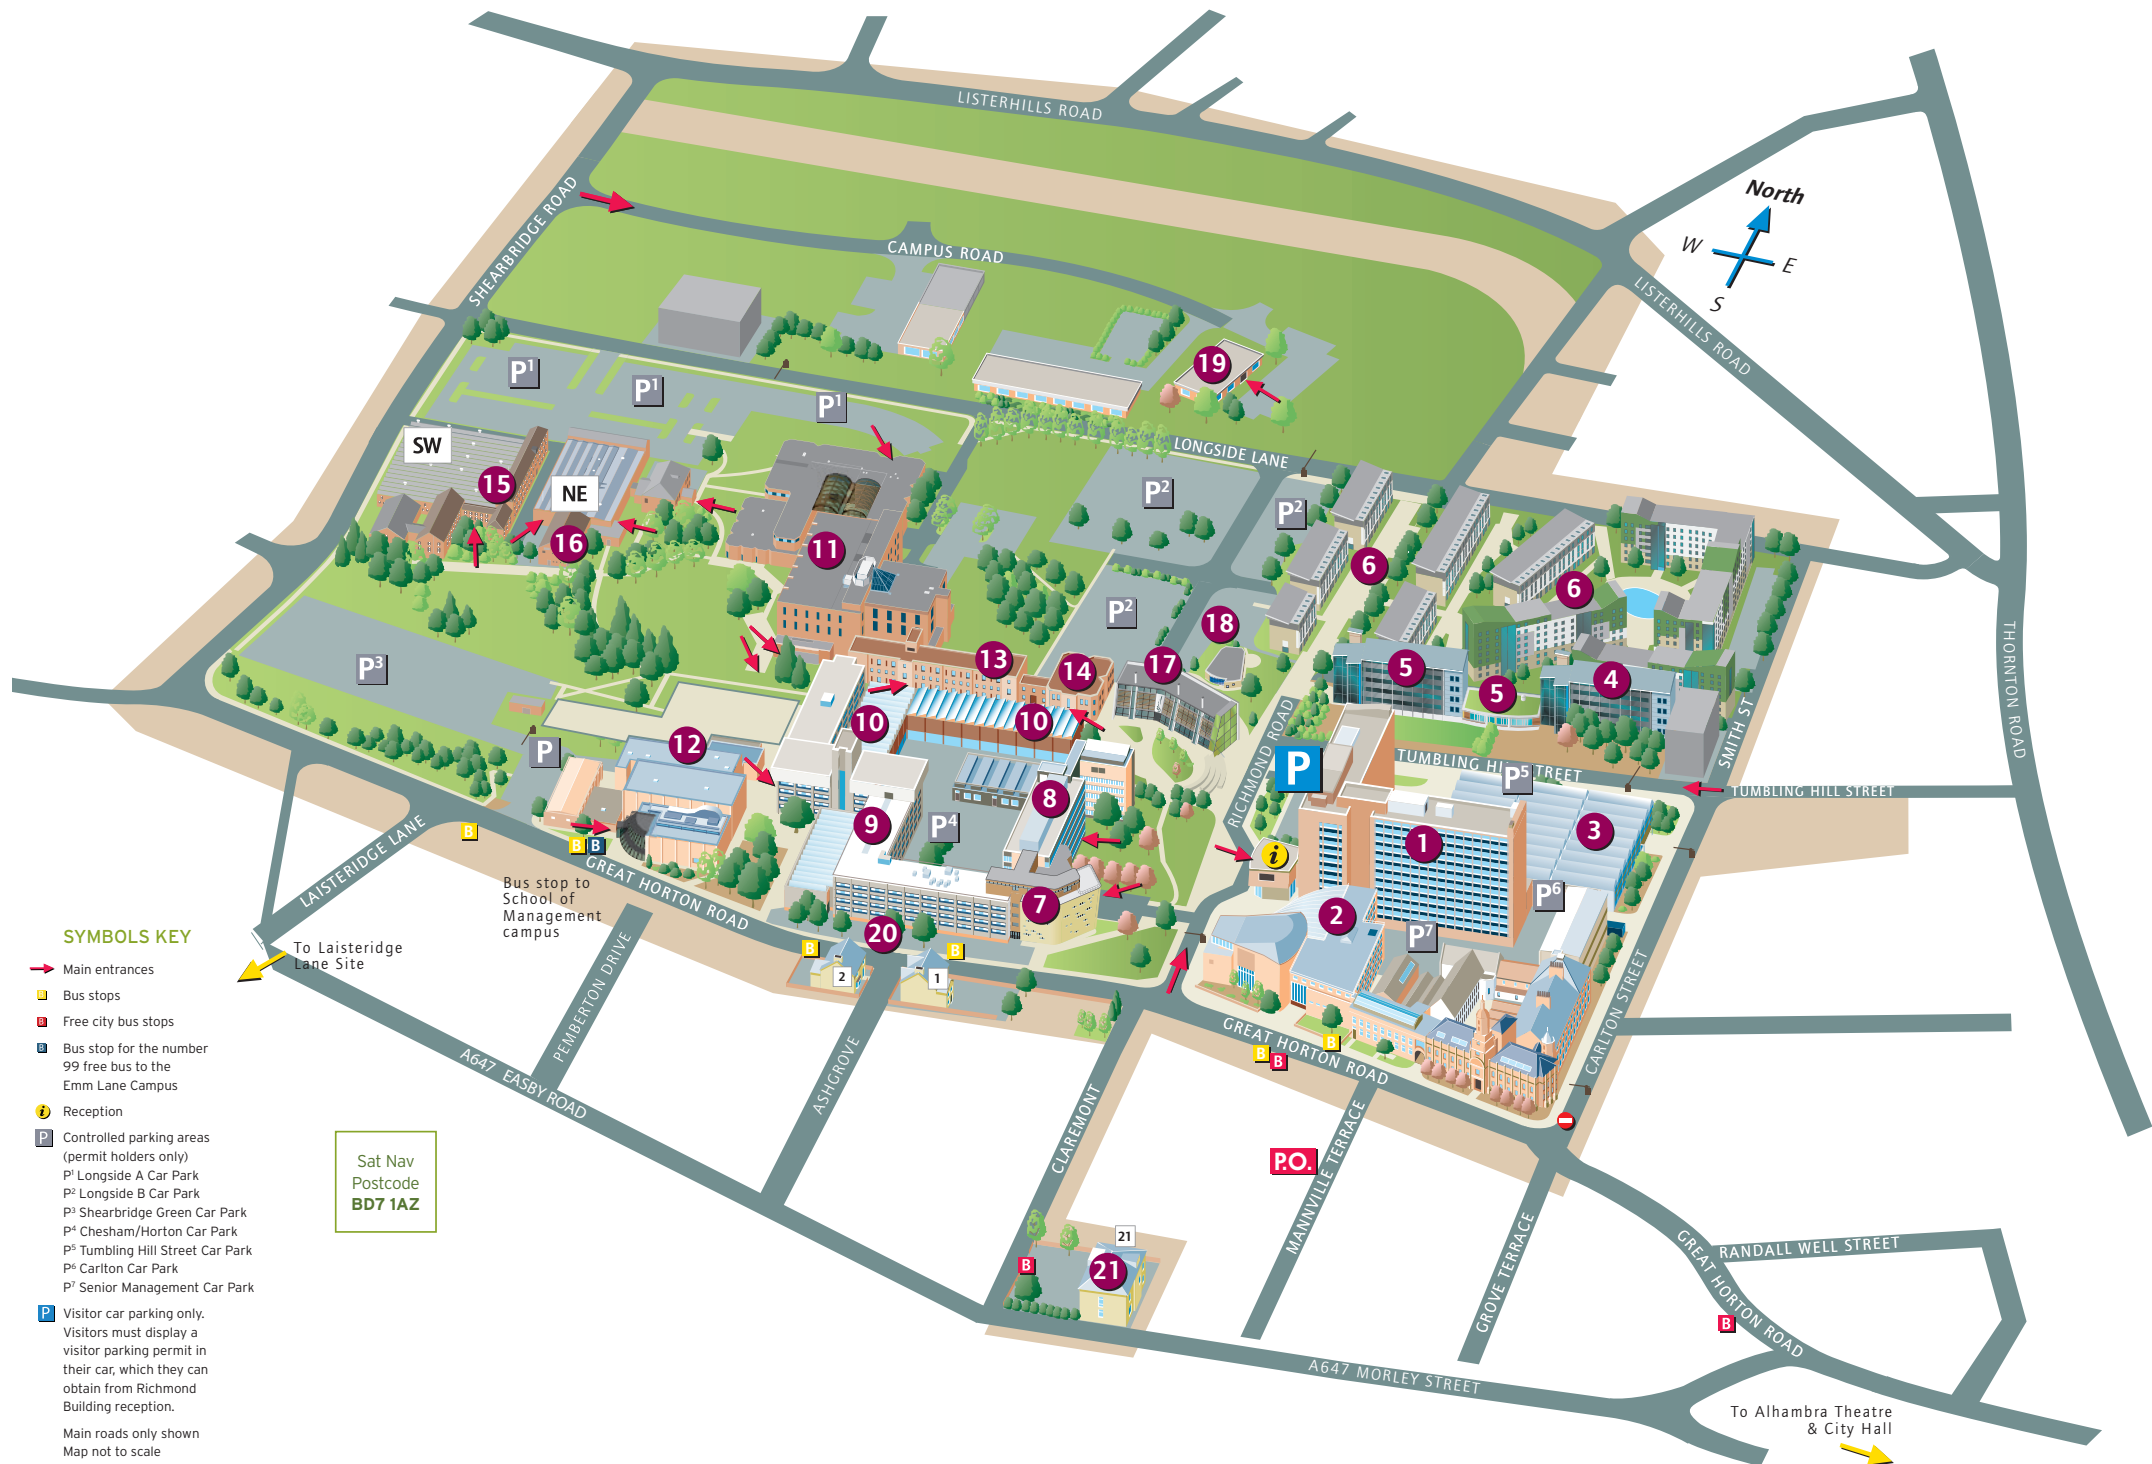 LISTERHILLS ROAD
North
W
E
S
SHEARBRIDGE ROAD
CAMPUS ROAD
LISTERHILLS ROAD
P1
P1
P1
19
SW
15
NE
16
LONGSIDE LANE
P2
P2
11
6
6
P2
18
THORNTON ROAD
P3
13
14
17
5
5
4
10
10
12
P
RICHMOND ROAD
P
TUMBLING HILL STREET
P5
SMITH ST
TUMBLING HILL STREET
8
9
P4
1
3
B
B
B
i
LAISTERIDGE LANE
GREAT HORTON ROAD
Bus stop to
School of
Management
campus
7
2
P6
P7
20
B
B
2
1
To Laisteridge
Lane Site
PEMBERTON DRIVE
ASHGROVE
A647 EASBY ROAD
CLAREMONT
GREAT HORTON ROAD
B
B
B
CARLTON STREET
P.O.
MANNVILLE TERRACE
GROVE TERRACE
21
21
B
GREAT HORTON ROAD
RANDALL WELL STREET
B
A647 MORLEY STREET
To Alhambra Theatre
& City Hall
SYMBOLS KEY
Main entrances
Bus stops
B Free city bus stops
B Bus stop for the number
99 free bus to the
Emm Lane Campus
i Reception
P Controlled parking areas
(permit holders only)
P1 Longside A Car Park
P2 Longside B Car Park
P3 Shearbridge Green Car Park
P4 Chesham/Horton Car Park
P5 Tumbling Hill Street Car Park
P6 Carlton Car Park
P7 Senior Management Car Park
P Visitor car parking only.
Visitors must display a
visitor parking permit in
their car, which they can
obtain from Richmond
Building reception.
Main roads only shown
Map not to scale
Sat Nav
Postcode
BD7 1AZ